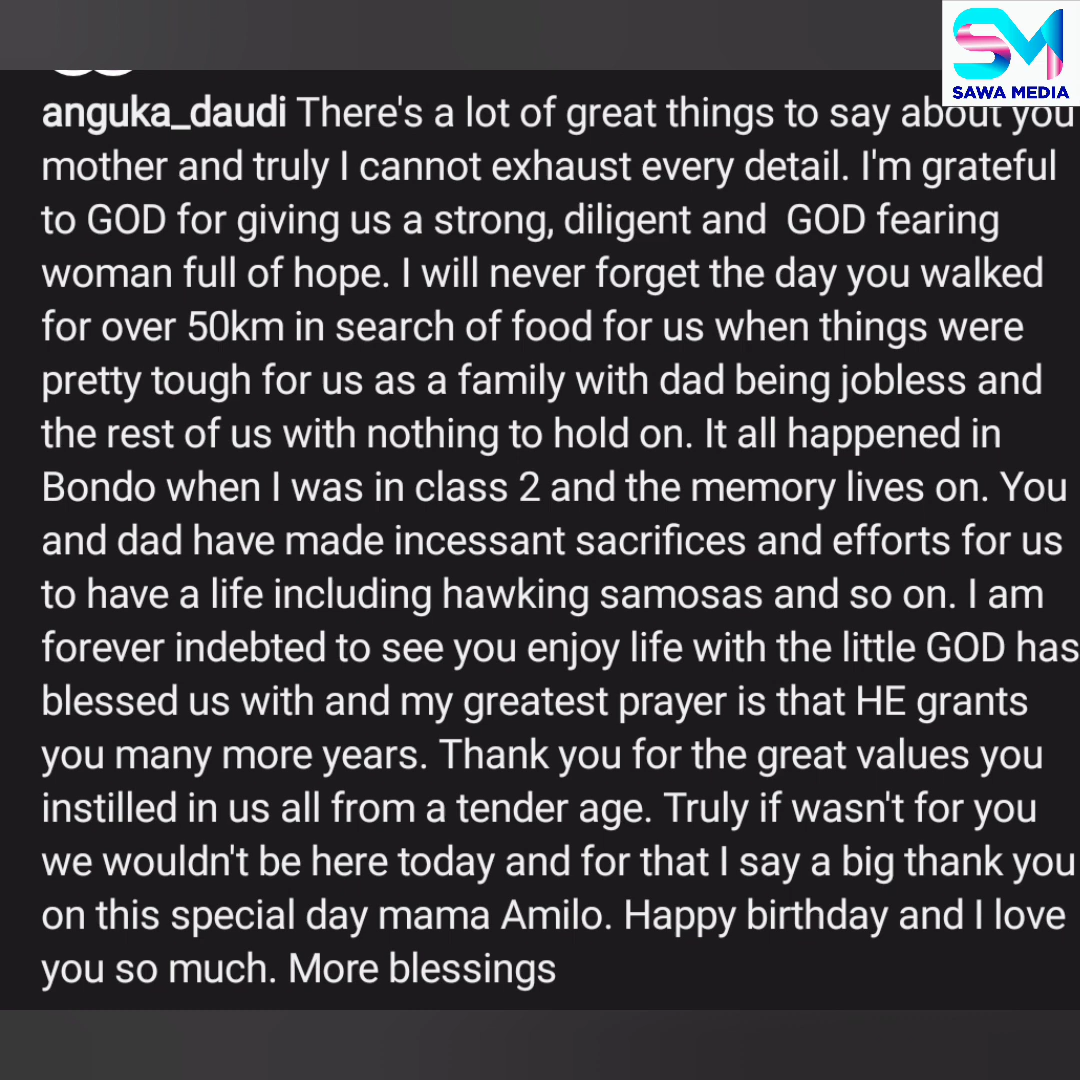 SM
SAWA MEDIA
anguka_daudi There's a lot of great things to say about you
mother and truly I cannot exhaust every detail. I'm grateful
to GOD for giving us a strong, diligent and  GOD fearing
woman full of hope. I will never forget the day you walked
for over 50km in search of food for us when things were
pretty tough for us as a family with dad being jobless and
the rest of us with nothing to hold on. It all happened in
Bondo when I was in class 2 and the memory lives on. You
and dad have made incessant sacrifices and efforts for us
to have a life including hawking samosas and so on. I am
forever indebted to see you enjoy life with the little GOD has
blessed us with and my greatest prayer is that HE grants
you many more years. Thank you for the great values you
instilled in us all from a tender age. Truly if wasn't for you
we wouldn't be here today and for that I say a big thank you
on this special day mama Amilo. Happy birthday and I love
you so much. More blessings